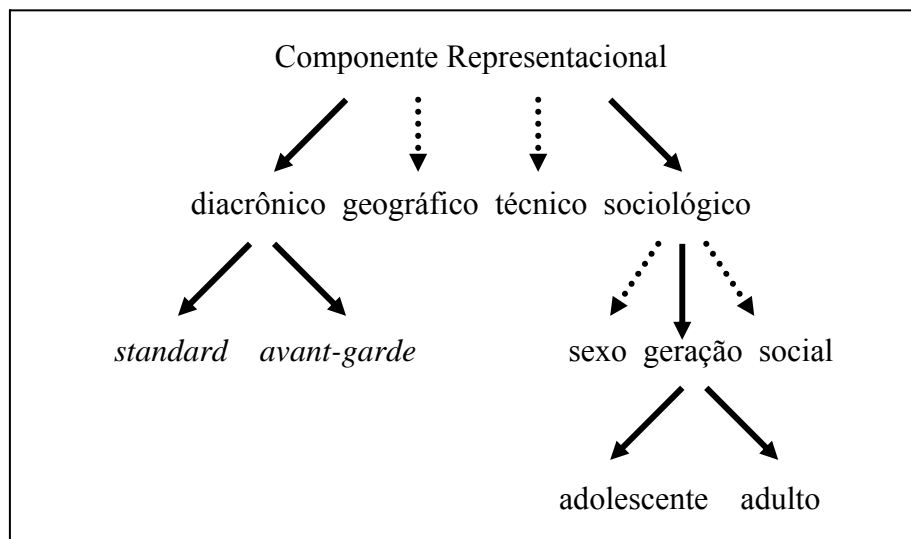 Componente Representacional
diacrônico geográfico técnico sociológico
standard avant-garde sexo geração social
adolescente adulto